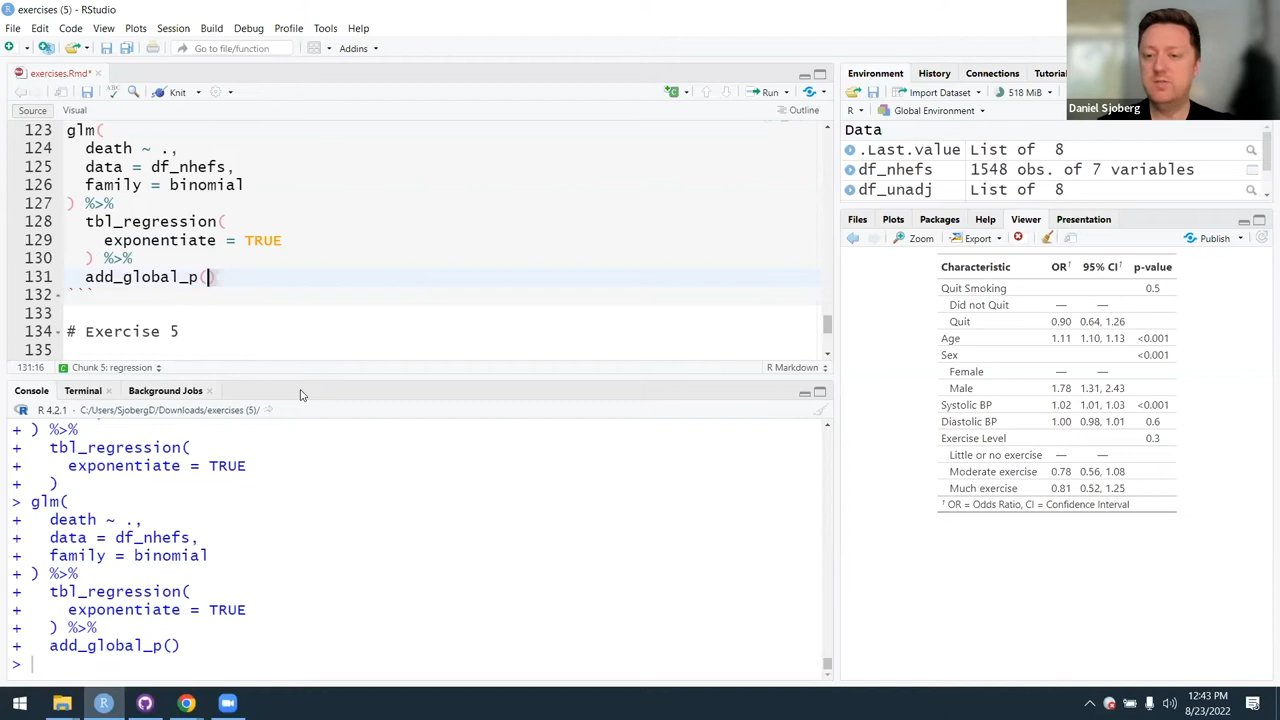 exercises (5) - RStudio
File Edit Code View Plots Session Build Debug Profile Tools Help
Go to file/function Addins
exercises.Rmd*
Knit Run
Source Visual Outline
123 glm(
124 death ~ .,
125 data = df_nhefs,
126 family = binomial
127 ) %>%
128 tbl_regression(
129 exponentiate = TRUE
130 ) %>%
131 add_global_p()
132 ```
133
134 # Exercise 5
135
131:16 Chunk 5: regression R Markdown
Console Terminal Background Jobs
R 4.2.1 · C:/Users/SjobergD/Downloads/exercises (5)/
+ ) %>%
+ tbl_regression(
+ exponentiate = TRUE
+ )
> glm(
+ death ~ .,
+ data = df_nhefs,
+ family = binomial
+ ) %>%
+ tbl_regression(
+ exponentiate = TRUE
+ ) %>%
+ add_global_p()
>
Daniel Sjoberg
Environment History Connections Tutorial
Import Dataset 518 MiB
R Global Environment
Data
.Last.value List of 8
df_nhefs 1548 obs. of 7 variables
df_unadj List of 8
Files Plots Packages Help Viewer Presentation
Zoom Export Publish
Characteristic OR† 95% CI† p-value
Quit Smoking 0.5
Did not Quit — —
Quit 0.90 0.64, 1.26
Age 1.11 1.10, 1.13 <0.001
Sex <0.001
Female — —
Male 1.78 1.31, 2.43
Systolic BP 1.02 1.01, 1.03 <0.001
Diastolic BP 1.00 0.98, 1.01 0.6
Exercise Level 0.3
Little or no exercise — —
Moderate exercise 0.78 0.56, 1.08
Much exercise 0.81 0.52, 1.25
† OR = Odds Ratio, CI = Confidence Interval
12:43 PM
8/23/2022